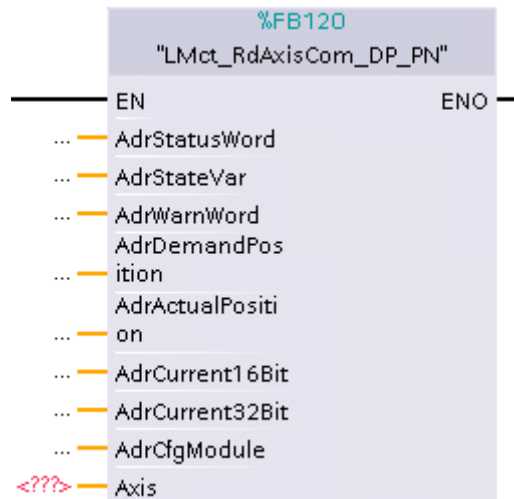 %FB120
"LMct_RdAxisCom_DP_PN"
EN ENO
... AdrStatusWord
... AdrStateVar
... AdrWarnWord
AdrDemandPos
... ition
AdrActualPositi
... on
... AdrCurrent16Bit
... AdrCurrent32Bit
... AdrCfgModule
<???> Axis